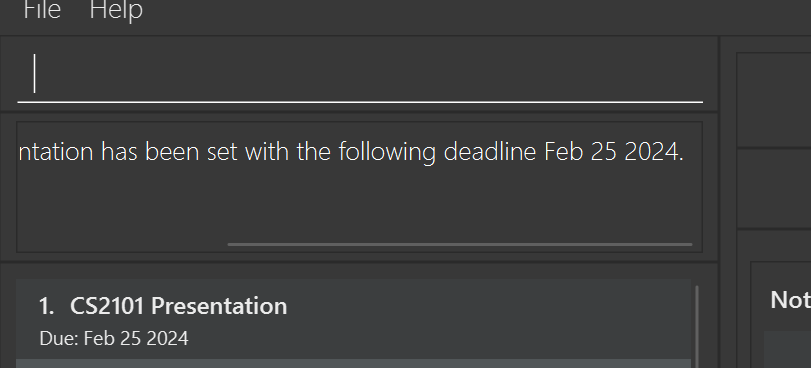 File Help
ntation has been set with the following deadline Feb 25 2024.
1. CS2101 Presentation
Due: Feb 25 2024
Not